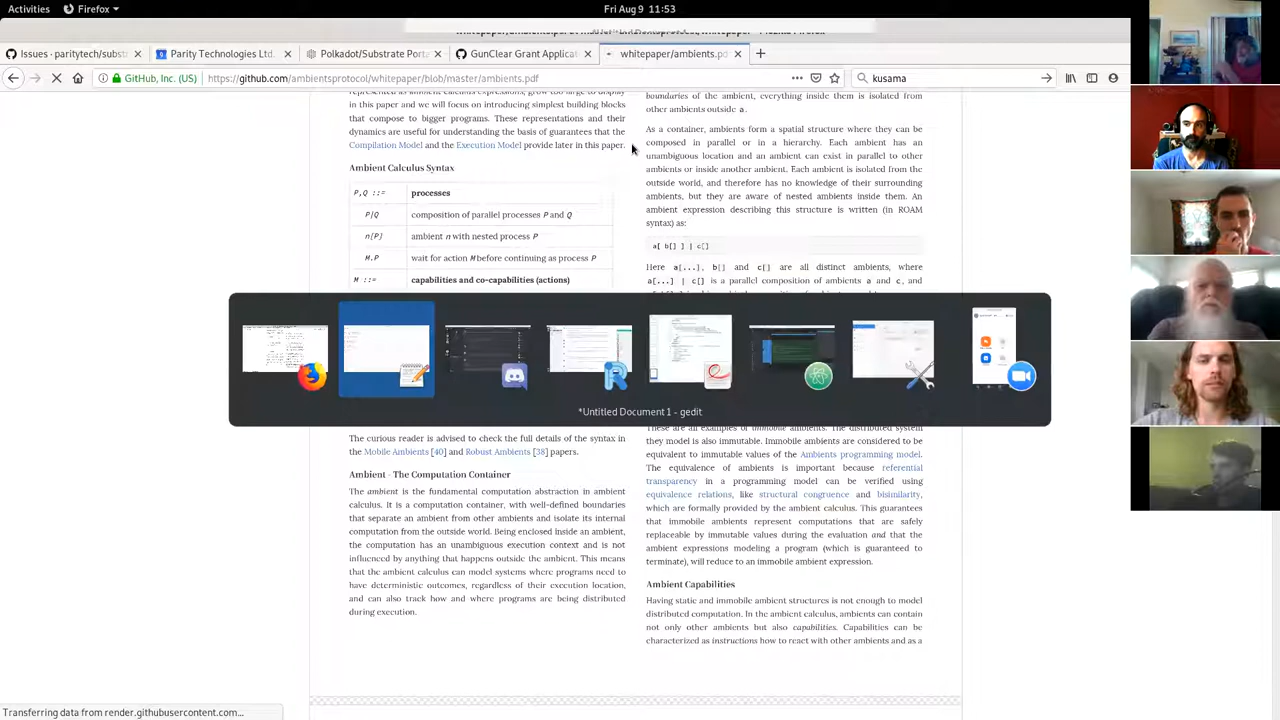 Activities
Firefox
Fri Aug 9 11:53
Issues - paritytech/subst
Parity Technologies Ltd.
Polkadot/Substrate Porta
GunClear Grant Applica
whitepaper/ambients.pd
GitHub, Inc. (US)
https://github.com/ambientsprotocol/whitepaper/blob/master/ambients.pdf
kusama
in this paper and we will focus on introducing simplest building blocks
that compose to bigger programs. These representations and their
dynamics are useful for understanding the basis of guarantees that the
Compilation Model and the Execution Model provide later in this paper.
Ambient Calculus Syntax
P,Q ::= processes
P|Q composition of parallel processes P and Q
n[P] ambient n with nested process P
M.P wait for action M before continuing as process P
M ::= capabilities and co-capabilities (actions)
The curious reader is advised to check the full details of the syntax in
the Mobile Ambients [40] and Robust Ambients [38] papers.
Ambient - The Computation Container
The ambient is the fundamental computation abstraction in ambient
calculus. It is a computation container, with well-defined boundaries
that separate an ambient from other ambients and isolate its internal
computation from the outside world. Being enclosed inside an ambient,
the computation has an unambiguous execution context and is not
influenced by anything that happens outside the ambient. This means
that the ambient calculus can model systems where programs need to
have deterministic outcomes, regardless of their execution location,
and can also track how and where programs are being distributed
during execution.
boundaries of the ambient, everything inside them is isolated from
other ambients outside a.
As a container, ambients form a spatial structure where they can be
composed in parallel or in a hierarchy. Each ambient has an
unambiguous location and an ambient can exist in parallel to other
ambients or inside another ambient. Each ambient is isolated from the
outside world, and therefore has no knowledge of their surrounding
ambients, but they are aware of nested ambients inside them. An
ambient expression describing this structure is written (in ROAM
syntax) as:
a[ b[] ] | c[]
Here a[...], b[] and c[] are all distinct ambients, where
a[...] | c[] is a parallel composition of ambients a and c, and
*Untitled Document 1 - gedit
These are all examples of immobile ambients. The distributed system
they model is also immutable. Immobile ambients are considered to be
equivalent to immutable values of the Ambients programming model.
The equivalence of ambients is important because referential
transparency in a programming model can be verified using
equivalence relations, like structural congruence and bisimilarity,
which are formally provided by the ambient calculus. This guarantees
that immobile ambients represent computations that are safely
replaceable by immutable values during the evaluation and that the
ambient expressions modeling a program (which is guaranteed to
terminate), will reduce to an immobile ambient expression.
Ambient Capabilities
Having static and immobile ambient structures is not enough to model
distributed computation. In the ambient calculus, ambients can contain
not only other ambients but also capabilities. Capabilities can be
characterized as instructions how to react with other ambients and as a
Transferring data from render.githubusercontent.com...